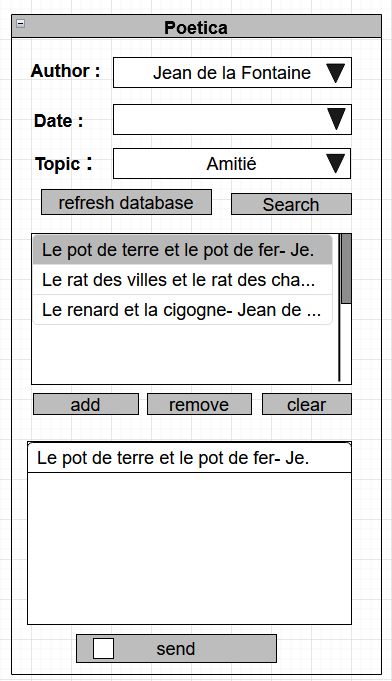 Poetica
Author : Jean de la Fontaine
Date :
Topic : Amitié
refresh database Search
Le pot de terre et le pot de fer- Je.
Le rat des villes et le rat des cha...
Le renard et la cigogne- Jean de ...
add remove clear
Le pot de terre et le pot de fer- Je.
send